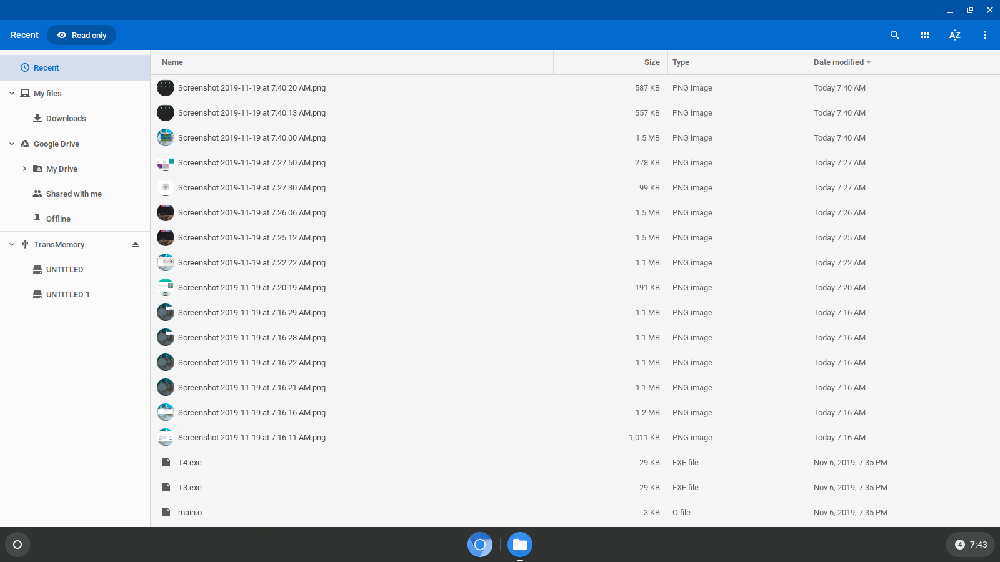 Recent Read only AZ
Name Size Type Date modified
Recent
My files
Downloads
Google Drive
My Drive
Shared with me
Offline
TransMemory
UNTITLED
UNTITLED 1
Screenshot 2019-11-19 at 7.40.20 AM.png 587 KB PNG image Today 7:40 AM
Screenshot 2019-11-19 at 7.40.13 AM.png 557 KB PNG image Today 7:40 AM
Screenshot 2019-11-19 at 7.40.00 AM.png 1.5 MB PNG image Today 7:40 AM
Screenshot 2019-11-19 at 7.27.50 AM.png 278 KB PNG image Today 7:27 AM
Screenshot 2019-11-19 at 7.27.30 AM.png 99 KB PNG image Today 7:27 AM
Screenshot 2019-11-19 at 7.26.06 AM.png 1.5 MB PNG image Today 7:26 AM
Screenshot 2019-11-19 at 7.25.12 AM.png 1.5 MB PNG image Today 7:25 AM
Screenshot 2019-11-19 at 7.22.22 AM.png 1.1 MB PNG image Today 7:22 AM
Screenshot 2019-11-19 at 7.20.19 AM.png 191 KB PNG image Today 7:20 AM
Screenshot 2019-11-19 at 7.16.29 AM.png 1.1 MB PNG image Today 7:16 AM
Screenshot 2019-11-19 at 7.16.28 AM.png 1.1 MB PNG image Today 7:16 AM
Screenshot 2019-11-19 at 7.16.22 AM.png 1.1 MB PNG image Today 7:16 AM
Screenshot 2019-11-19 at 7.16.21 AM.png 1.1 MB PNG image Today 7:16 AM
Screenshot 2019-11-19 at 7.16.16 AM.png 1.2 MB PNG image Today 7:16 AM
Screenshot 2019-11-19 at 7.16.11 AM.png 1,011 KB PNG image Today 7:16 AM
T4.exe 29 KB EXE file Nov 6, 2019, 7:35 PM
T3.exe 29 KB EXE file Nov 6, 2019, 7:35 PM
main.o 3 KB O file Nov 6, 2019, 7:35 PM
4 7:43